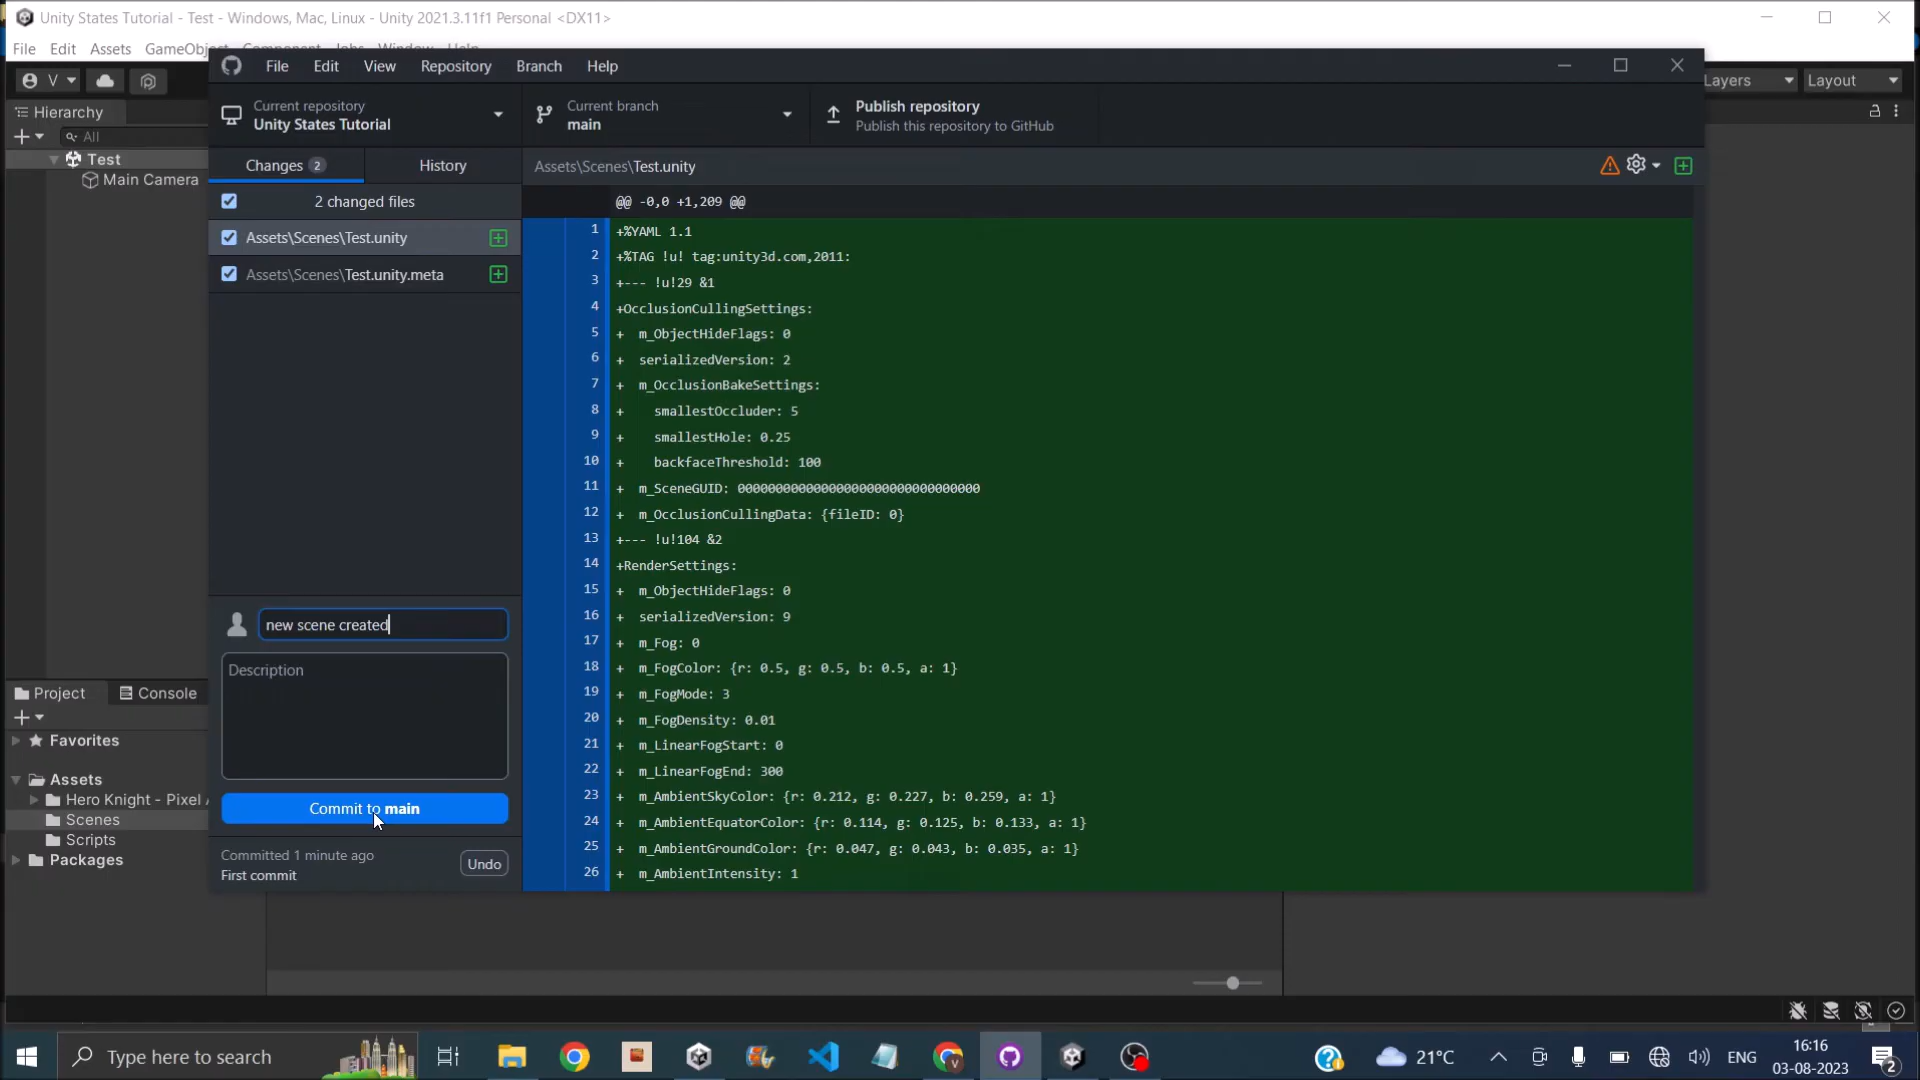 Unity States Tutorial - Test - Windows, Mac, Linux - Unity 2021.3.11f1 Personal <DX11>
File Edit Assets GameObject Component Jobs Window Help
V
Layers Layout
Hierarchy
All
Test
Main Camera
File Edit View Repository Branch Help
Current repository
Unity States Tutorial
Current branch
main
Publish repository
Publish this repository to GitHub
Changes 2 History
Assets\Scenes\Test.unity
2 changed files
Assets\Scenes\Test.unity
Assets\Scenes\Test.unity.meta
@@ -0,0 +1,209 @@
1 +%YAML 1.1
2 +%TAG !u! tag:unity3d.com,2011:
3 +--- !u!29 &1
4 +OcclusionCullingSettings:
5 + m_ObjectHideFlags: 0
6 + serializedVersion: 2
7 + m_OcclusionBakeSettings:
8 + smallestOccluder: 5
9 + smallestHole: 0.25
10 + backfaceThreshold: 100
11 + m_SceneGUID: 00000000000000000000000000000000
12 + m_OcclusionCullingData: {fileID: 0}
13 +--- !u!104 &2
14 +RenderSettings:
15 + m_ObjectHideFlags: 0
16 + serializedVersion: 9
17 + m_Fog: 0
18 + m_FogColor: {r: 0.5, g: 0.5, b: 0.5, a: 1}
19 + m_FogMode: 3
20 + m_FogDensity: 0.01
21 + m_LinearFogStart: 0
22 + m_LinearFogEnd: 300
23 + m_AmbientSkyColor: {r: 0.212, g: 0.227, b: 0.259, a: 1}
24 + m_AmbientEquatorColor: {r: 0.114, g: 0.125, b: 0.133, a: 1}
25 + m_AmbientGroundColor: {r: 0.047, g: 0.043, b: 0.035, a: 1}
26 + m_AmbientIntensity: 1
new scene created
Description
Commit to main
Committed 1 minute ago
First commit
Undo
Project Console
Favorites
Assets
Hero Knight - Pixel
Scenes
Scripts
Packages
Type here to search
21°C
ENG
16:16
03-08-2023
2